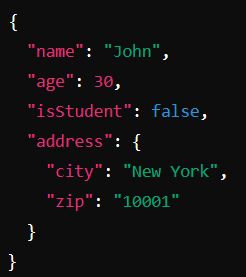 {
  "name": "John",
  "age": 30,
  "isStudent": false,
  "address": {
    "city": "New York",
    "zip": "10001"
  }
}